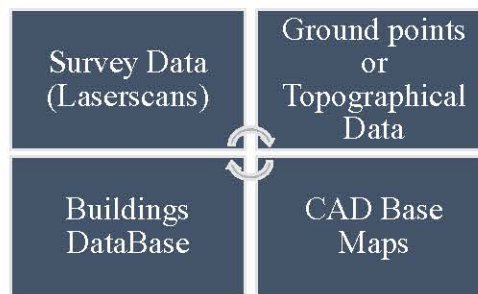 Survey Data
(Laserscans)
Ground points
or
Topographical
Data
Buildings
DataBase
CAD Base
Maps